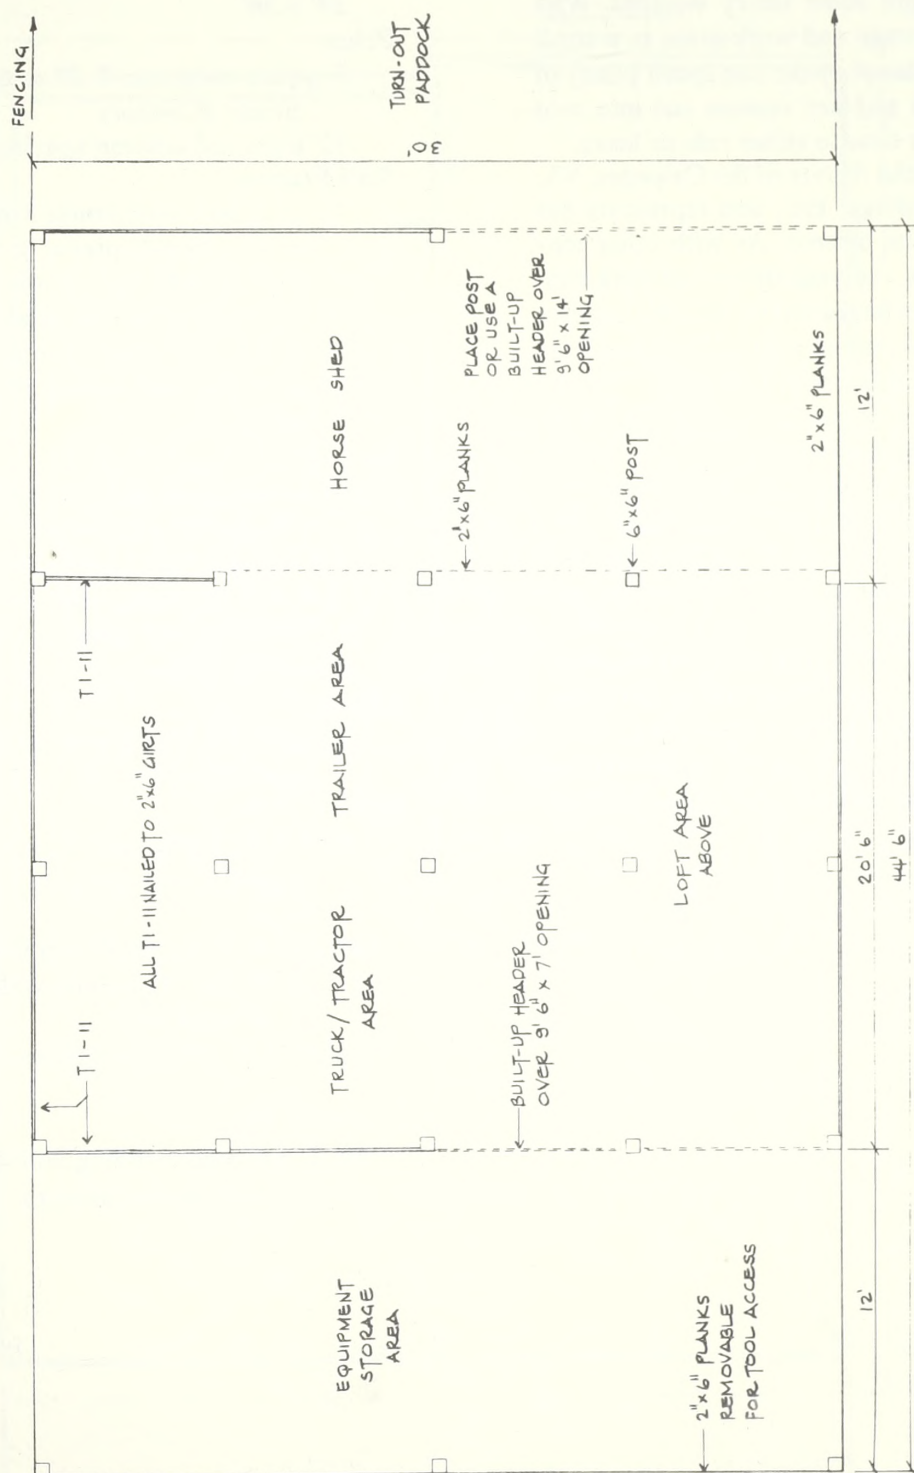 FENCING
TURN-OUT
PADDOCK
HORSE SHED
PLACE POST
OR USE A
BUILT-UP
HEADER OVER
9'6" x 14'
OPENING
2"x6" PLANKS
2"x6" PLANKS
6"x6" POST
12'
T1-11
ALL T1-11 NAILED TO 2"x6" GIRTS
TRAILER AREA
TRUCK/TRACTOR
AREA
LOFT AREA
ABOVE
20' 6"
44' 6"
T1-11
BUILT-UP HEADER
OVER 9' 6" x 7' OPENING
EQUIPMENT
STORAGE
AREA
2"x6" PLANKS
REMOVABLE
FOR TOOL ACCESS
12'